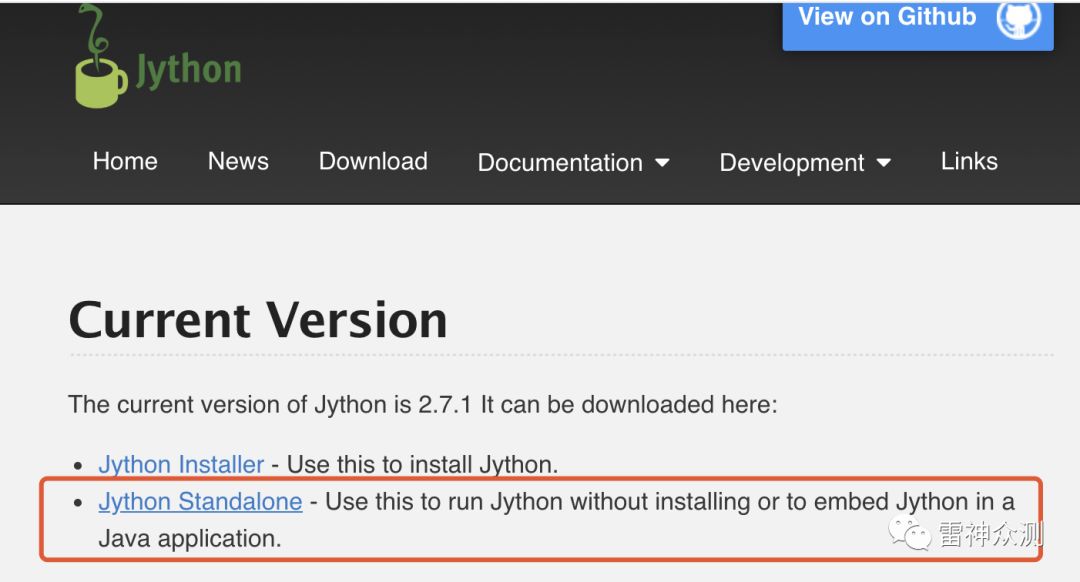 View on Github
Jython
Home News Download Documentation Development Links
Current Version
The current version of Jython is 2.7.1 It can be downloaded here:
Jython Installer - Use this to install Jython.
Jython Standalone - Use this to run Jython without installing or to embed Jython in a
Java application.
雷神众测